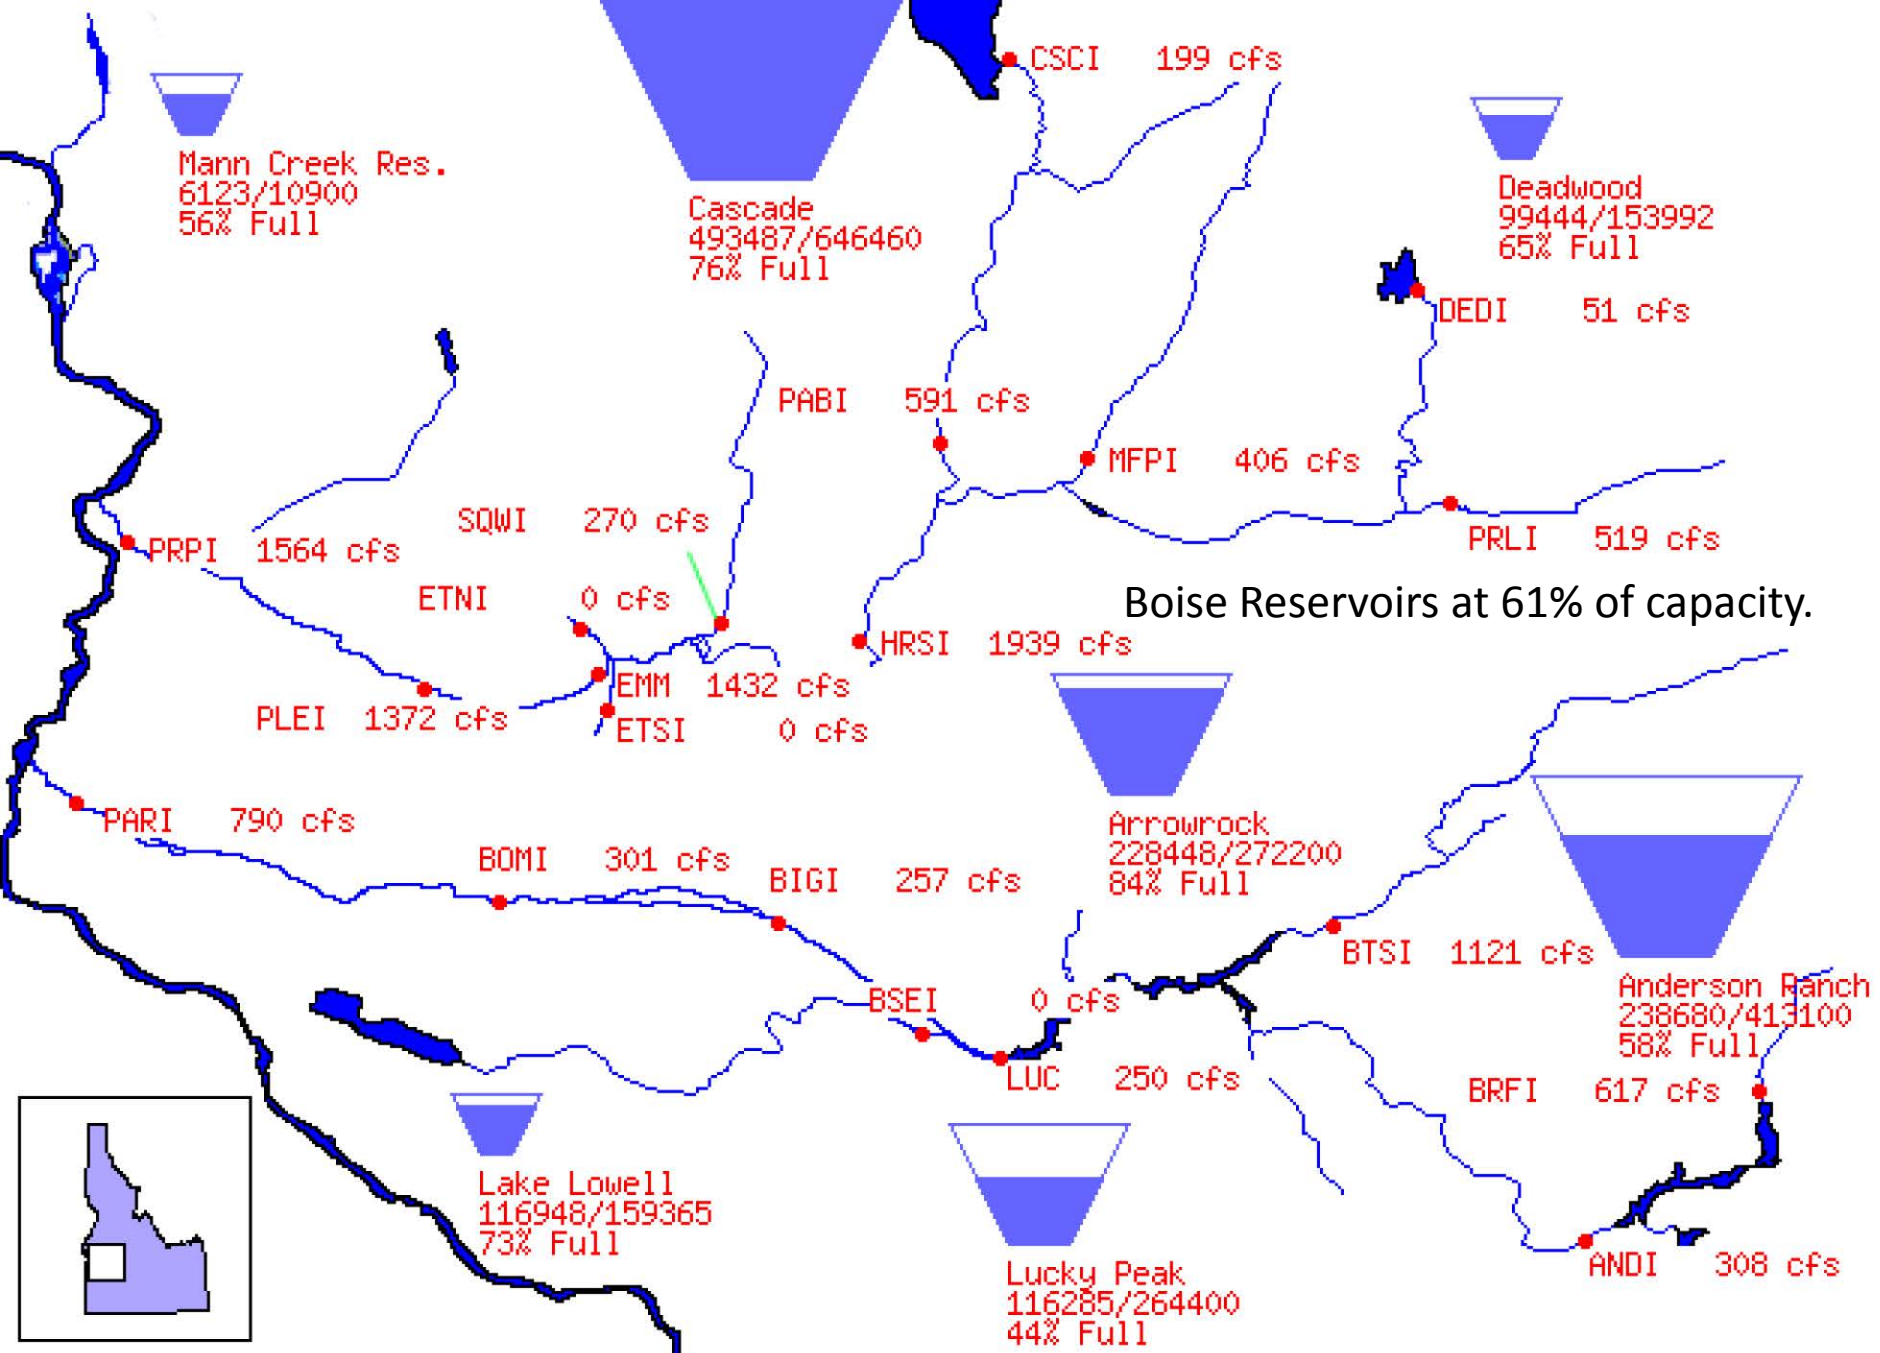 CSCI 199 cfs
Mann Creek Res.
6123/10900
56% Full
Cascade
493487/646460
76% Full
Deadwood
99444/153992
65% Full
DEDI 51 cfs
PABI 591 cfs
MFPI 406 cfs
SQWI 270 cfs
PRPI 1564 cfs
PRLI 519 cfs
ETNI 0 cfs
Boise Reservoirs at 61% of capacity.
HRSI 1939 cfs
EMM 1432 cfs
PLEI 1372 cfs
ETSI 0 cfs
PARI 790 cfs
Arrowrock
228448/272200
84% Full
BOMI 301 cfs
BIGI 257 cfs
BTSI 1121 cfs
Anderson Ranch
238680/413100
58% Full
BSEI 0 cfs
LUC 250 cfs
BRFI 617 cfs
Lake Lowell
116948/159365
73% Full
Lucky Peak
116285/264400
44% Full
ANDI 308 cfs